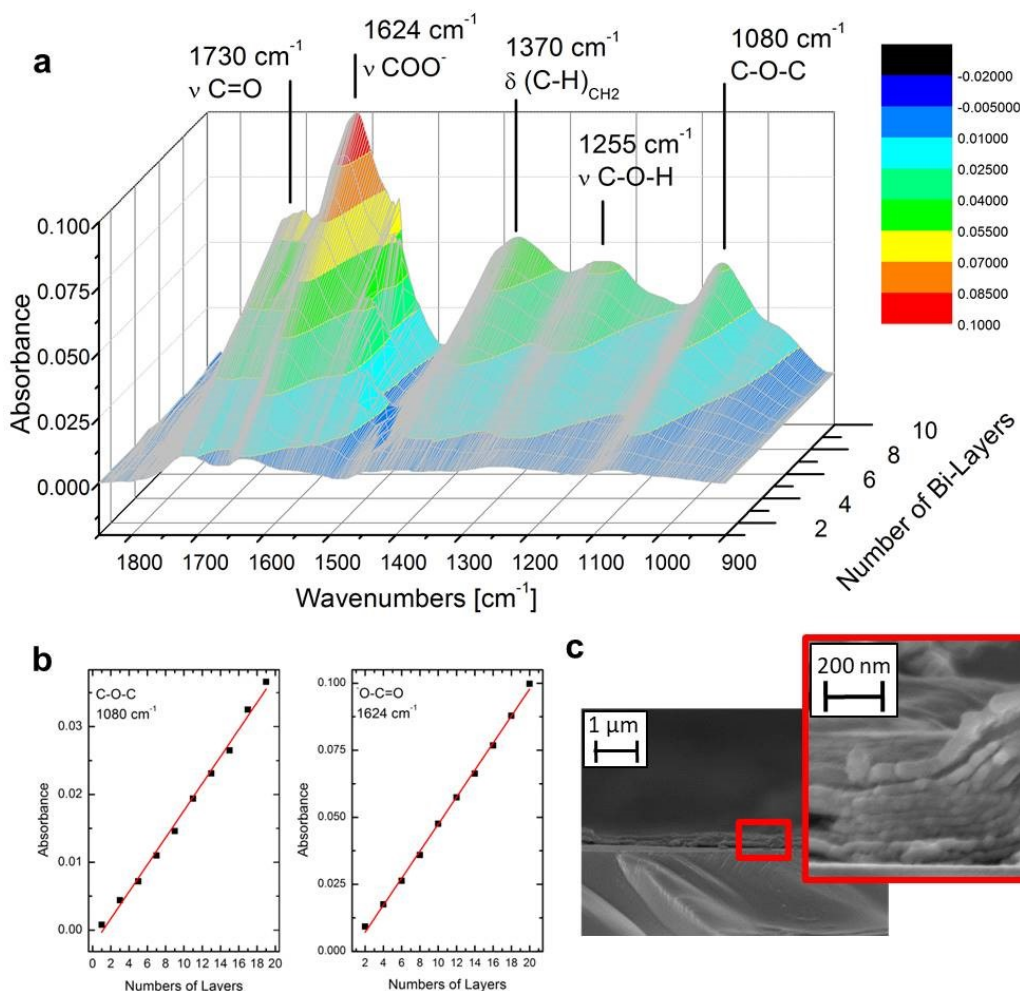 a
1730 cm⁻¹
ν C=O
1624 cm⁻¹
ν COO⁻
1370 cm⁻¹
δ (C-H)CH2
1255 cm⁻¹
ν C-O-H
1080 cm⁻¹
C-O-C
-0.02000
-0.005000
0.01000
0.02500
0.04000
0.05500
0.07000
0.08500
0.1000
0.100
0.075
0.050
0.025
0.000
Absorbance
1800 1700 1600 1500 1400 1300 1200 1100 1000 900
Wavenumbers [cm⁻¹]
2 4 6 8 10
Number of Bi-Layers
b
C-O-C
1080 cm⁻¹
0.03
0.02
0.01
0.00
Absorbance
0 2 4 6 8 10 12 14 16 18 20
Numbers of Layers
⁻O-C=O
1624 cm⁻¹
0.100
0.075
0.050
0.025
0.000
Absorbance
2 4 6 8 10 12 14 16 18 20
Numbers of Layers
c
1 µm
200 nm